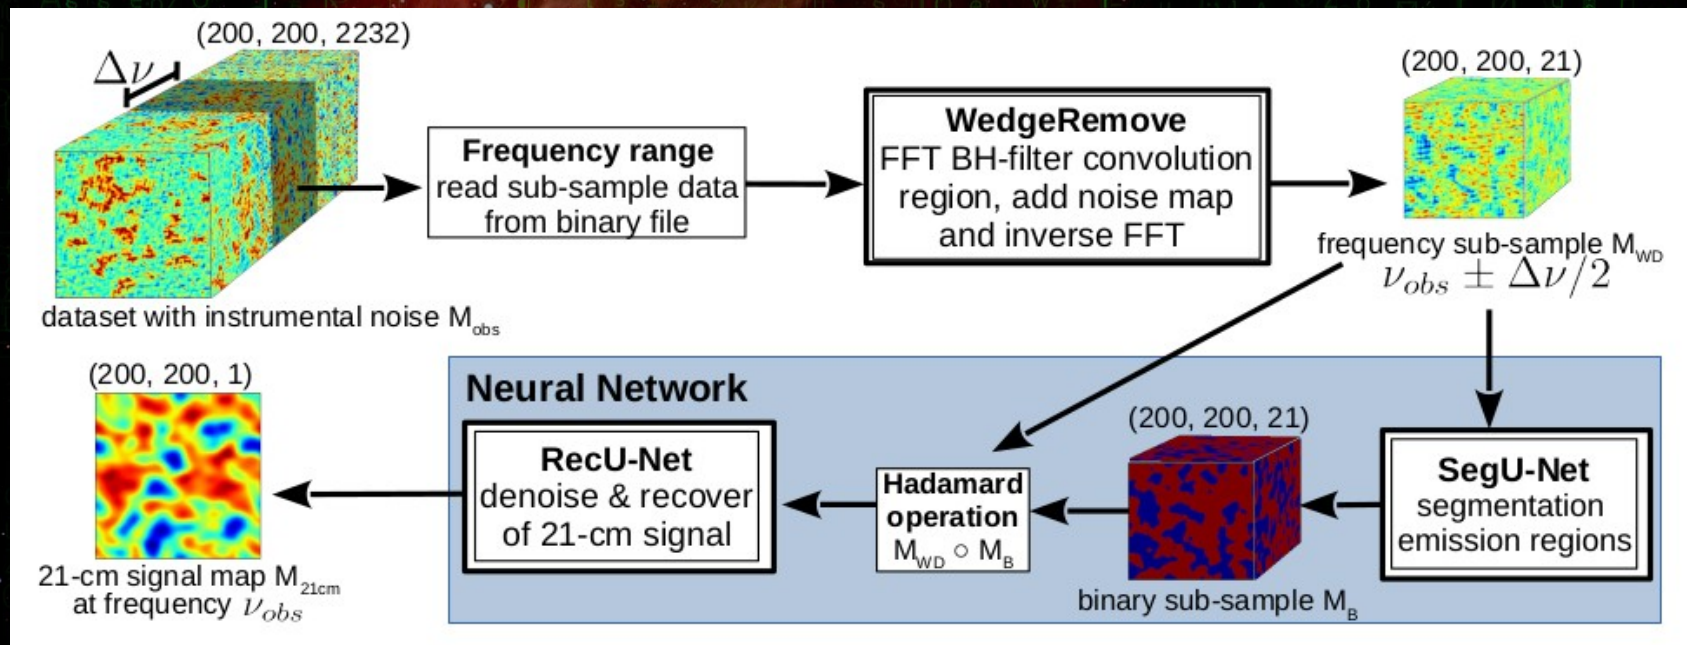 (200, 200, 2232)
Δν
dataset with instrumental noise M_obs
Frequency range
read sub-sample data
from binary file
WedgeRemove
FFT BH-filter convolution
region, add noise map
and inverse FFT
(200, 200, 21)
frequency sub-sample M_WD
ν_obs ± Δν/2
Neural Network
SegU-Net
segmentation
emission regions
(200, 200, 21)
binary sub-sample M_B
Hadamard
operation
M_WD ○ M_B
RecU-Net
denoise & recover
of 21-cm signal
(200, 200, 1)
21-cm signal map M_21cm
at frequency ν_obs